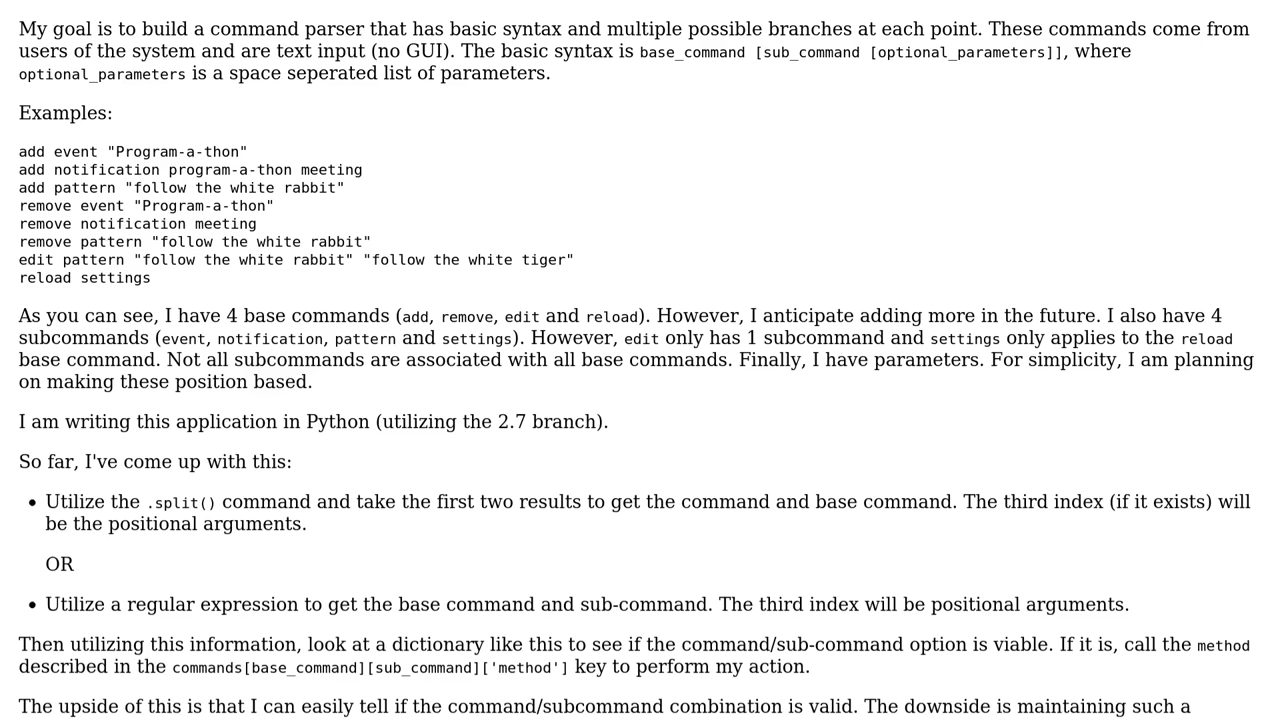 My goal is to build a command parser that has basic syntax and multiple possible branches at each point. These commands come from
users of the system and are text input (no GUI). The basic syntax is base_command [sub_command [optional_parameters]], where
optional_parameters is a space seperated list of parameters.
Examples:
add event "Program-a-thon"
add notification program-a-thon meeting
add pattern "follow the white rabbit"
remove event "Program-a-thon"
remove notification meeting
remove pattern "follow the white rabbit"
edit pattern "follow the white rabbit" "follow the white tiger"
reload settings
As you can see, I have 4 base commands (add, remove, edit and reload). However, I anticipate adding more in the future. I also have 4
subcommands (event, notification, pattern and settings). However, edit only has 1 subcommand and settings only applies to the reload
base command. Not all subcommands are associated with all base commands. Finally, I have parameters. For simplicity, I am planning
on making these position based.
I am writing this application in Python (utilizing the 2.7 branch).
So far, I've come up with this:
• Utilize the .split() command and take the first two results to get the command and base command. The third index (if it exists) will
be the positional arguments.
OR
• Utilize a regular expression to get the base command and sub-command. The third index will be positional arguments.
Then utilizing this information, look at a dictionary like this to see if the command/sub-command option is viable. If it is, call the method
described in the commands[base_command][sub_command]['method'] key to perform my action.
The upside of this is that I can easily tell if the command/subcommand combination is valid. The downside is maintaining such a